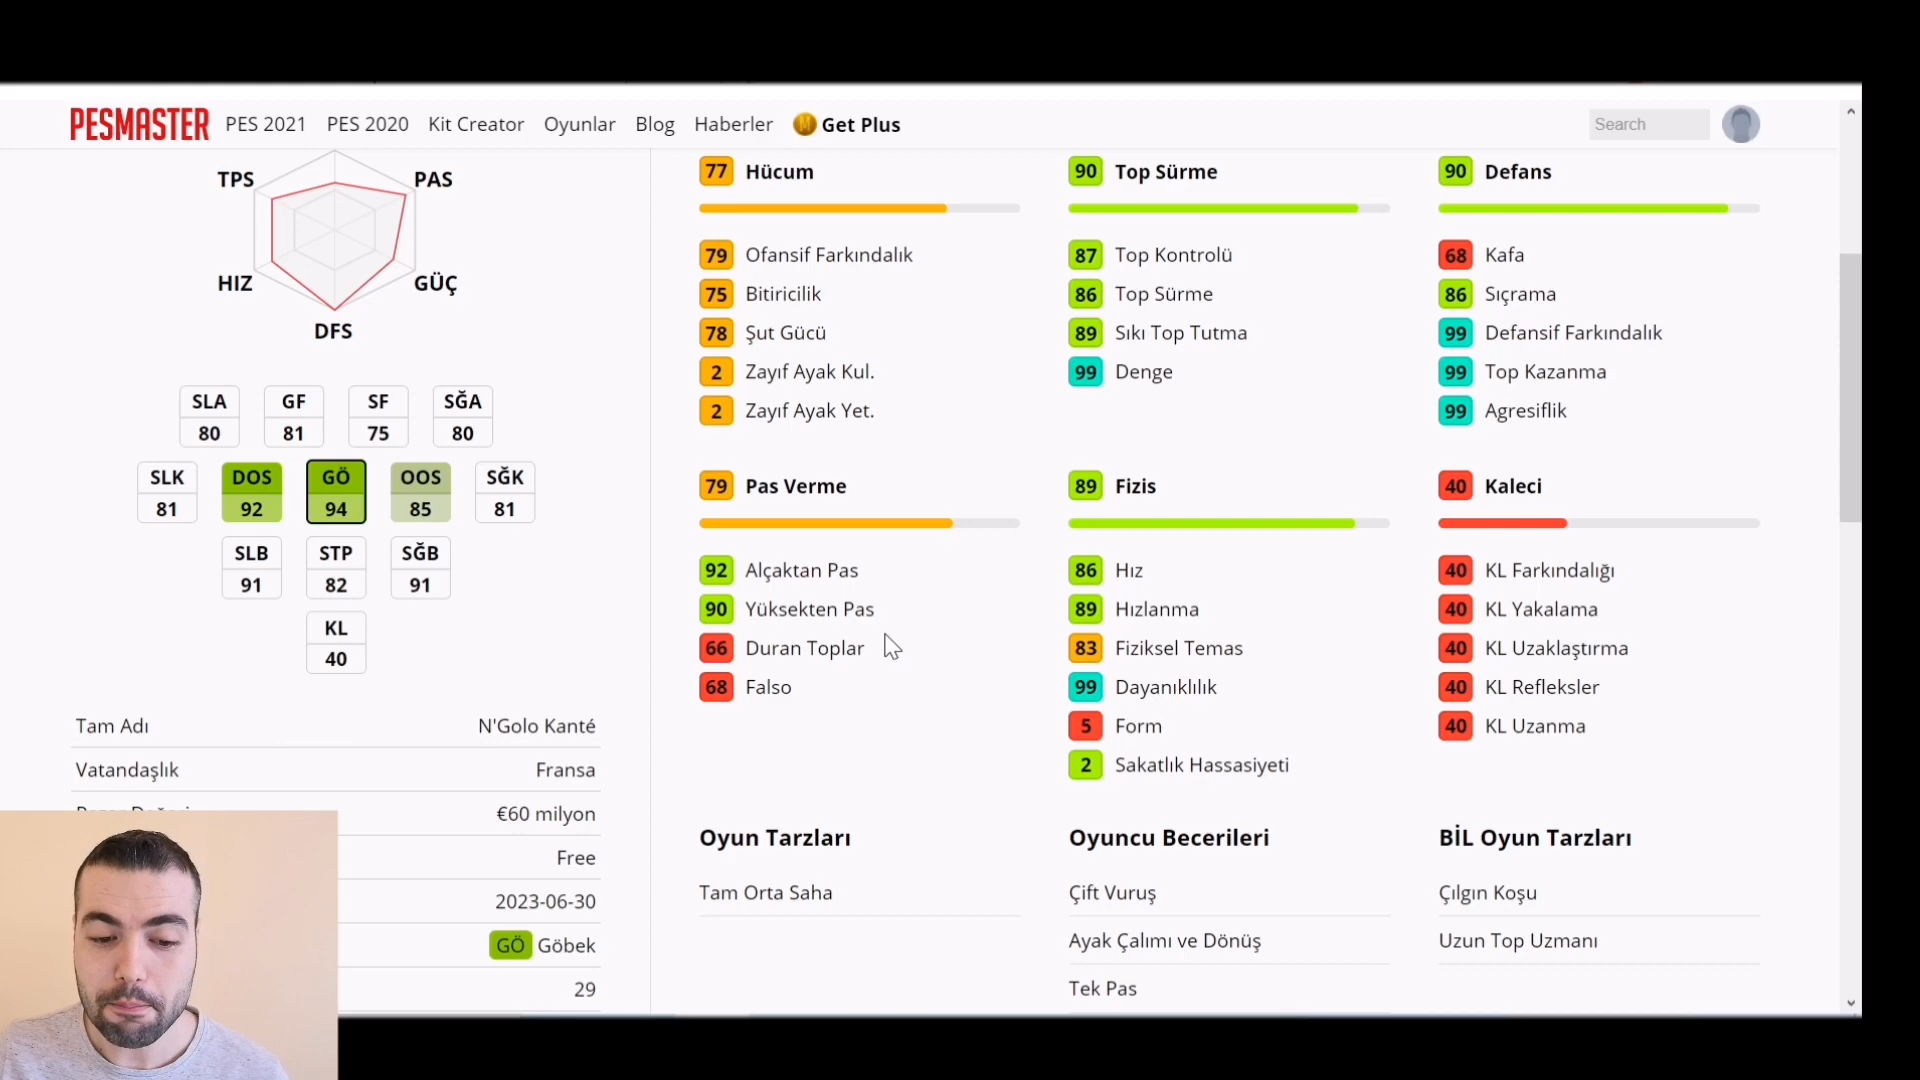 PESMASTER PES 2021 PES 2020 Kit Creator Oyunlar Blog Haberler Get Plus Search
TPS PAS
HIZ GÜÇ
DFS
SLA GF SF SĞA
80 81 75 80
SLK DOS GÖ OOS SĞK
81 92 94 85 81
SLB STP SĞB
91 82 91
KL
40
Tam Adı N'Golo Kanté
Vatandaşlık Fransa
€60 milyon
Free
2023-06-30
GÖ Göbek
29
77 Hücum
79 Ofansif Farkındalık
75 Bitiricilik
78 Şut Gücü
2 Zayıf Ayak Kul.
2 Zayıf Ayak Yet.
90 Top Sürme
87 Top Kontrolü
86 Top Sürme
89 Sıkı Top Tutma
99 Denge
90 Defans
68 Kafa
86 Sıçrama
99 Defansif Farkındalık
99 Top Kazanma
99 Agresiflik
79 Pas Verme
92 Alçaktan Pas
90 Yüksekten Pas
66 Duran Toplar
68 Falso
89 Fizis
86 Hız
89 Hızlanma
83 Fiziksel Temas
99 Dayanıklılık
5 Form
2 Sakatlık Hassasiyeti
40 Kaleci
40 KL Farkındalığı
40 KL Yakalama
40 KL Uzaklaştırma
40 KL Refleksler
40 KL Uzanma
Oyun Tarzları
Tam Orta Saha
Oyuncu Becerileri
Çift Vuruş
Ayak Çalımı ve Dönüş
Tek Pas
BİL Oyun Tarzları
Çılgın Koşu
Uzun Top Uzmanı